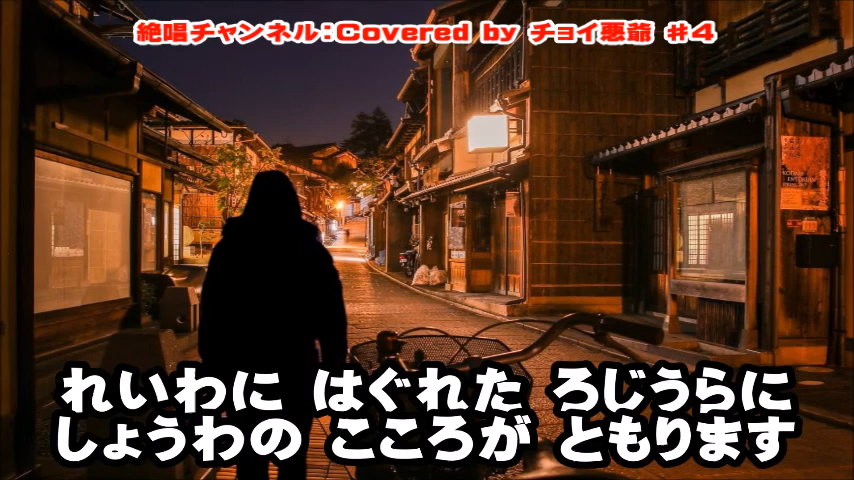 絶唱チャンネル:Covered by チョイ悪爺 #4
れいわに はぐれた ろじうらに
しょうわの こころが ともります